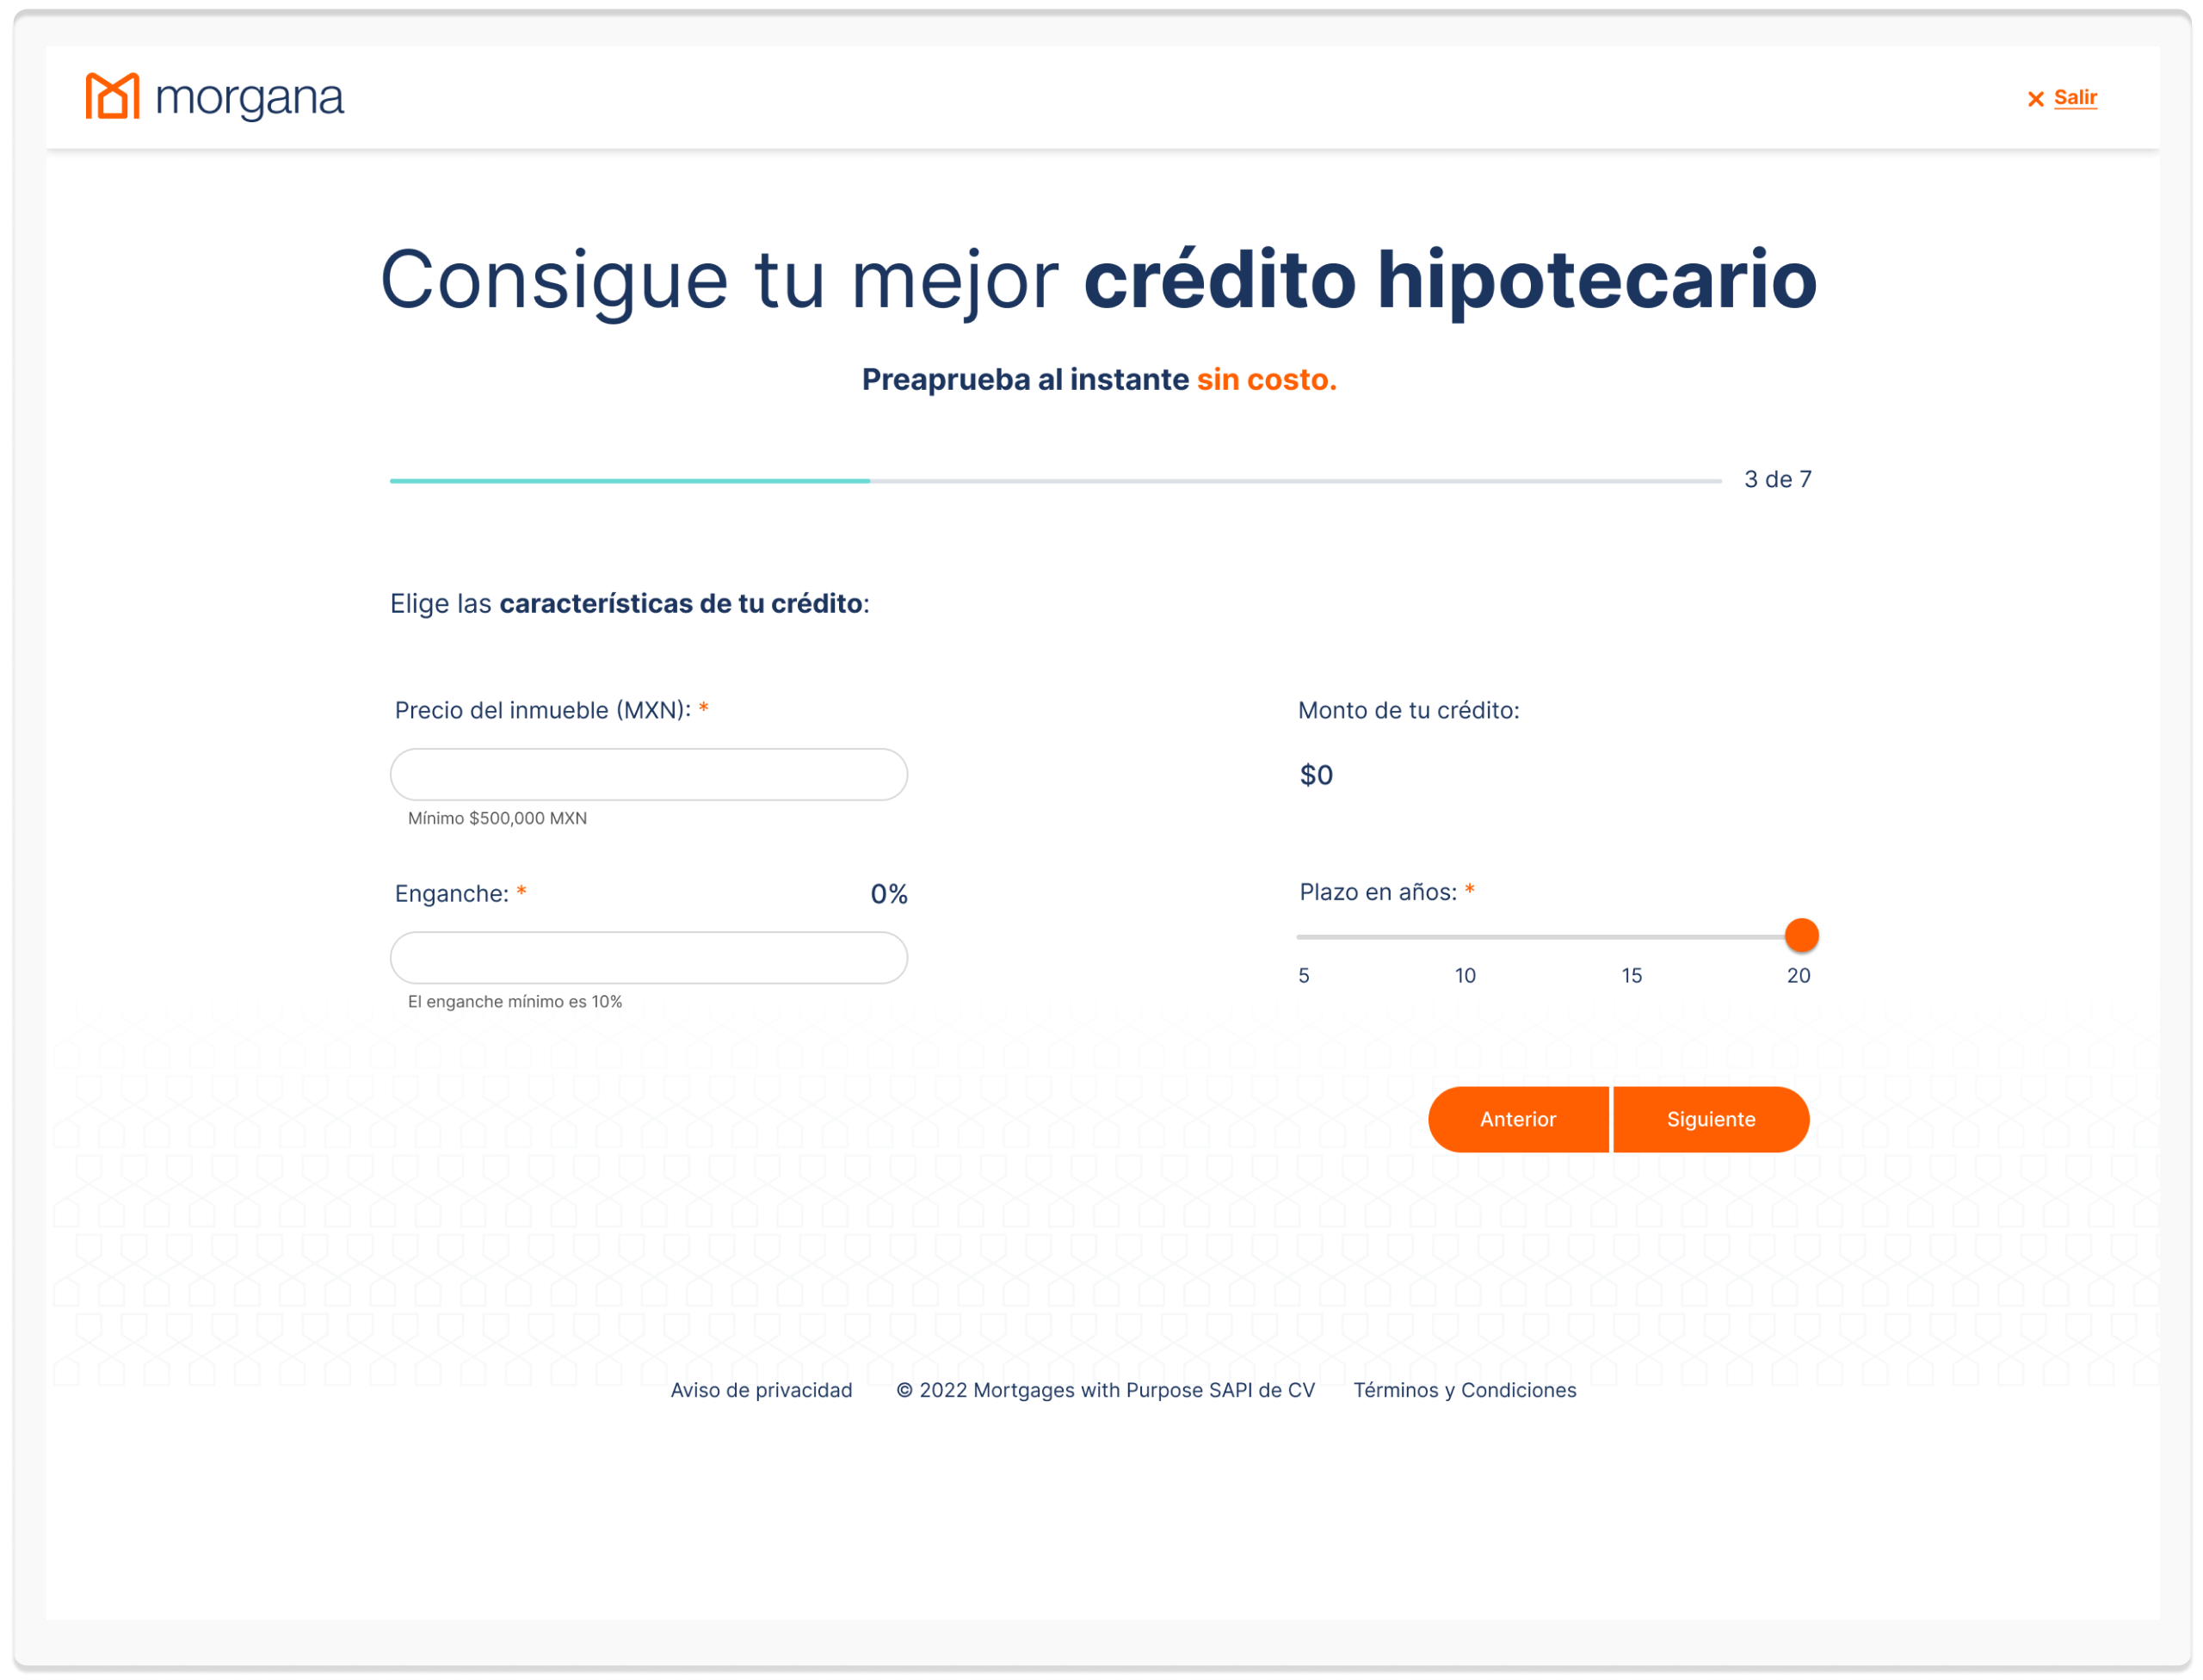 morgana
Salir
Consigue tu mejor crédito hipotecario
Preaprueba al instante sin costo.
3 de 7
Elige las características de tu crédito:
Precio del inmueble (MXN): *
Monto de tu crédito:
$0
Mínimo $500,000 MXN
Enganche: *
0%
Plazo en años: *
5 10 15 20
El enganche mínimo es 10%
Anterior
Siguiente
Aviso de privacidad © 2022 Mortgages with Purpose SAPI de CV Términos y Condiciones